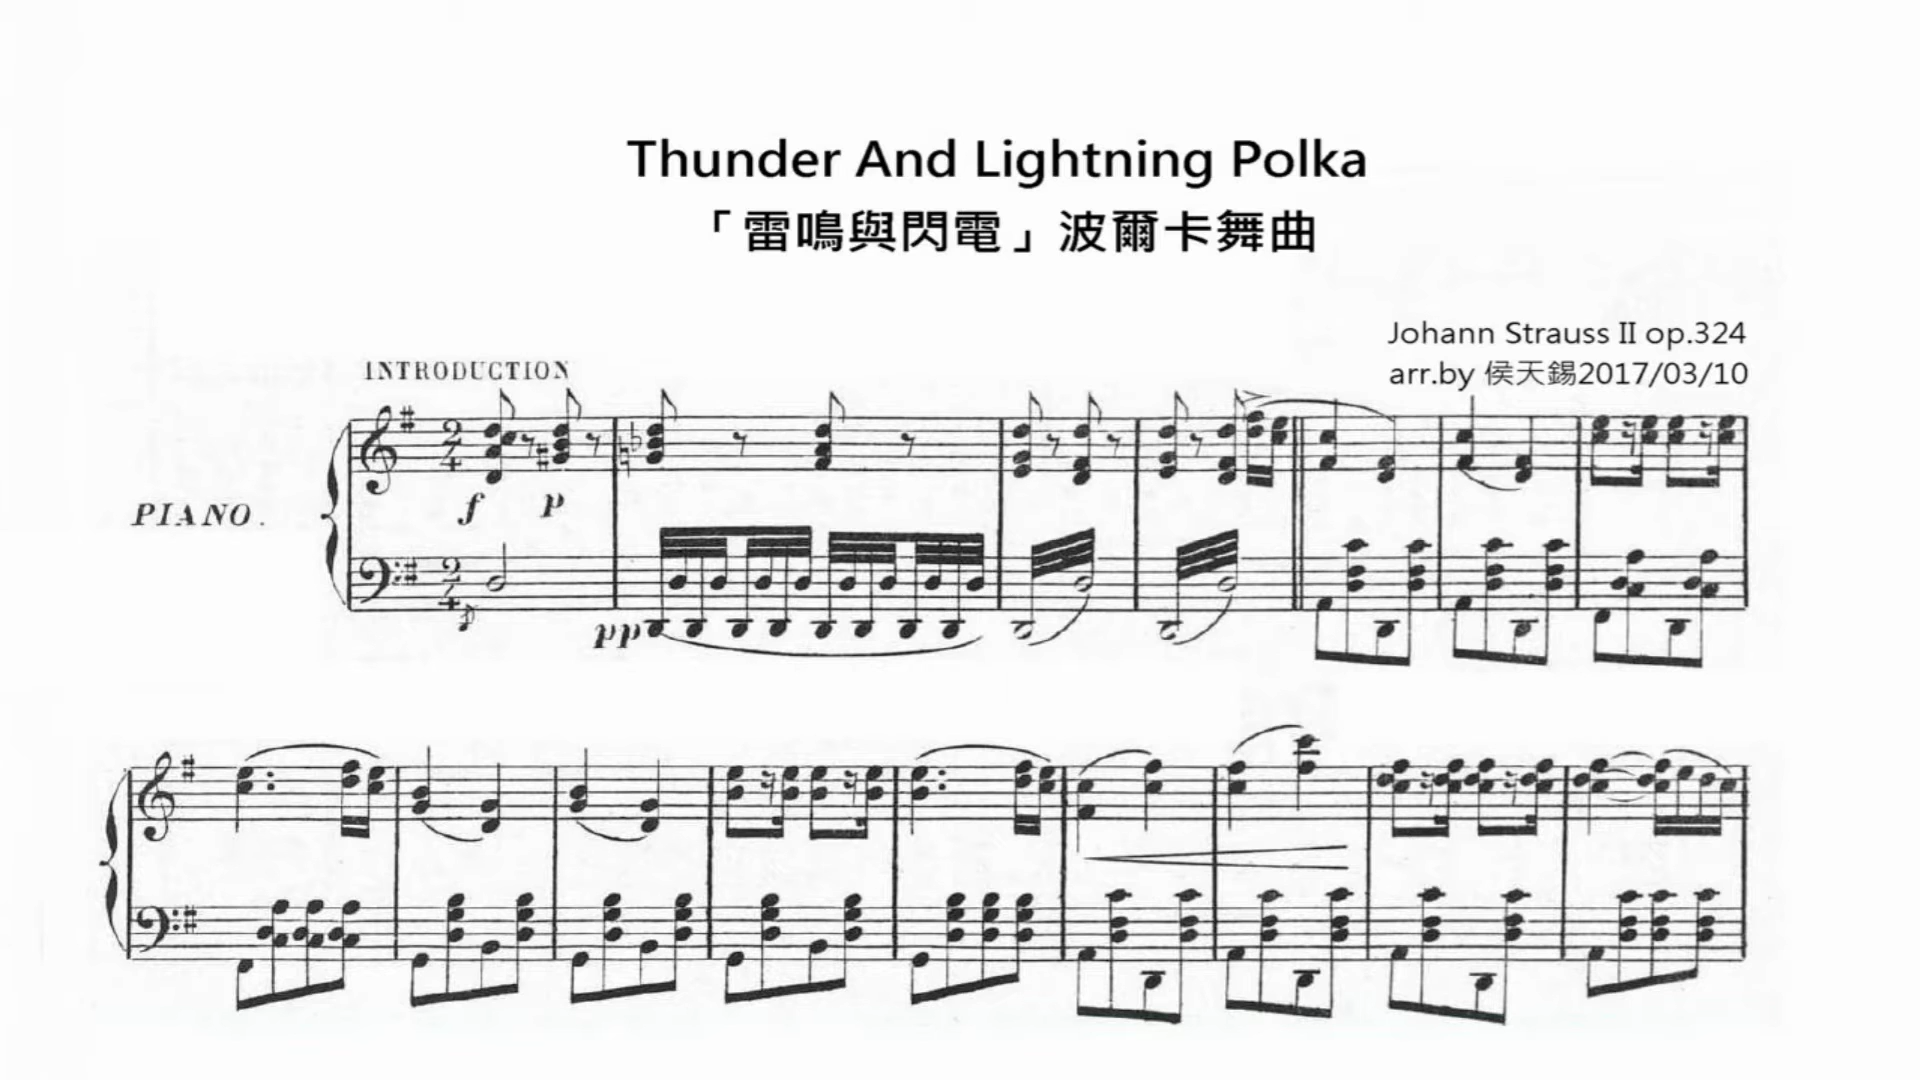 Thunder And Lightning Polka
「雷鳴與閃電」波爾卡舞曲
Johann Strauss II op.324
arr.by 侯天錫2017/03/10
INTRODUCTION
PIANO.
f p
p
pp